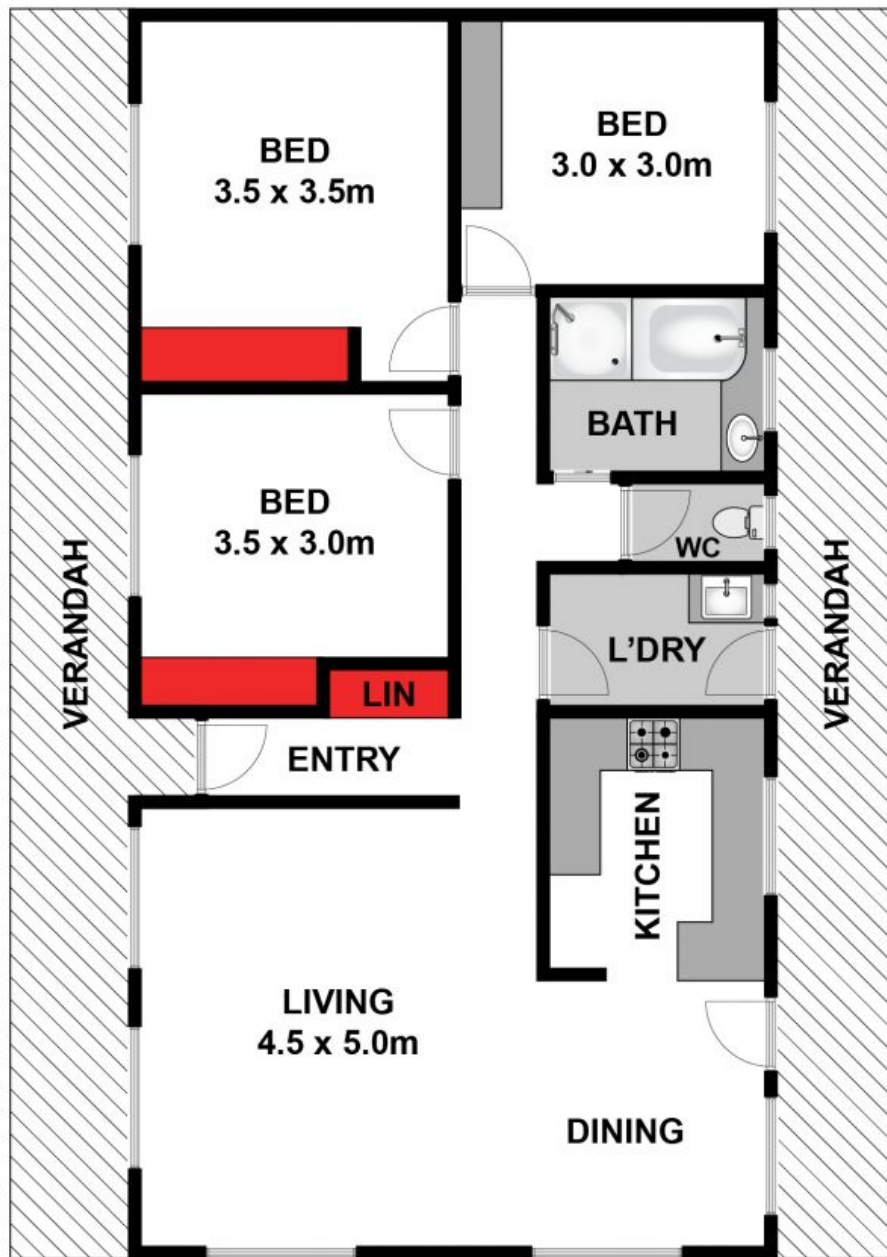 BED
3.5 x 3.5m
BED
3.0 x 3.0m
BATH
BED
3.5 x 3.0m
WC
VERANDAH
VERANDAH
L'DRY
LIN
ENTRY
KITCHEN
LIVING
4.5 x 5.0m
DINING